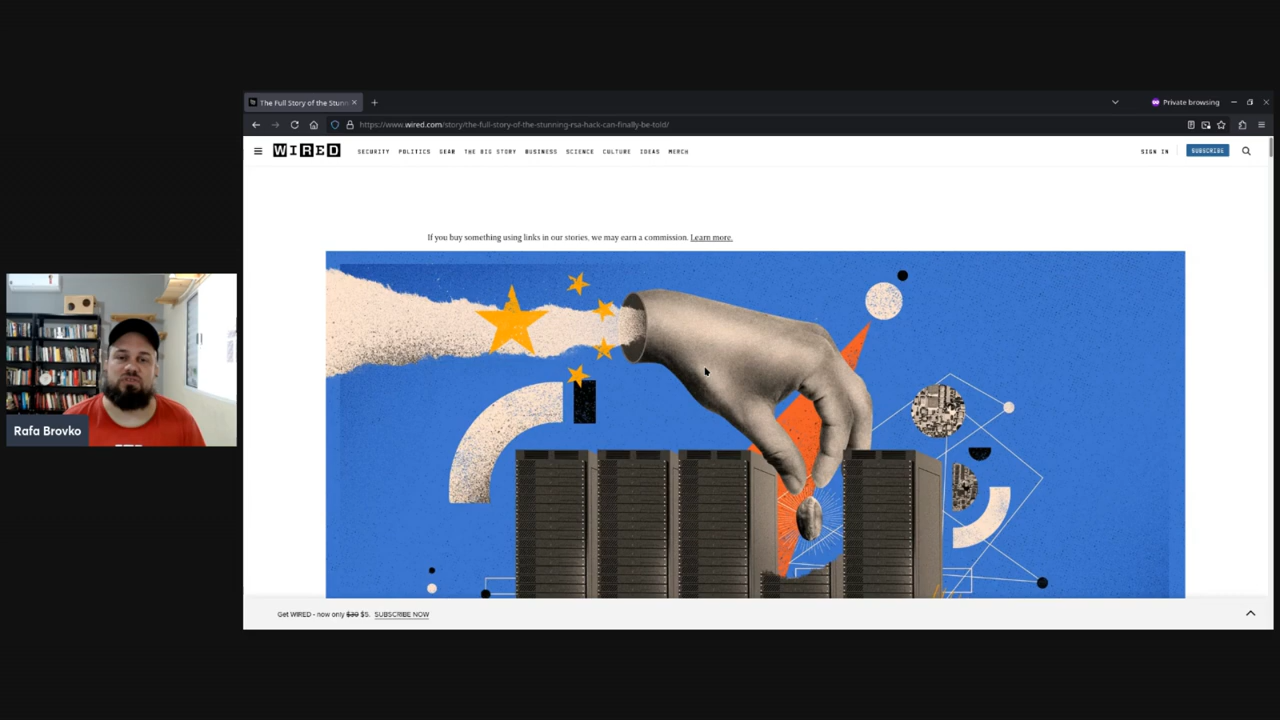 The Full Story of the Stunn
Private browsing
https://www.wired.com/story/the-full-story-of-the-stunning-rsa-hack-can-finally-be-told/
WIRED
SECURITY POLITICS GEAR THE BIG STORY BUSINESS SCIENCE CULTURE IDEAS MERCH
SIGN IN
SUBSCRIBE
If you buy something using links in our stories, we may earn a commission. Learn more.
Rafa Brovko
Get WIRED - now only $30 $5. SUBSCRIBE NOW